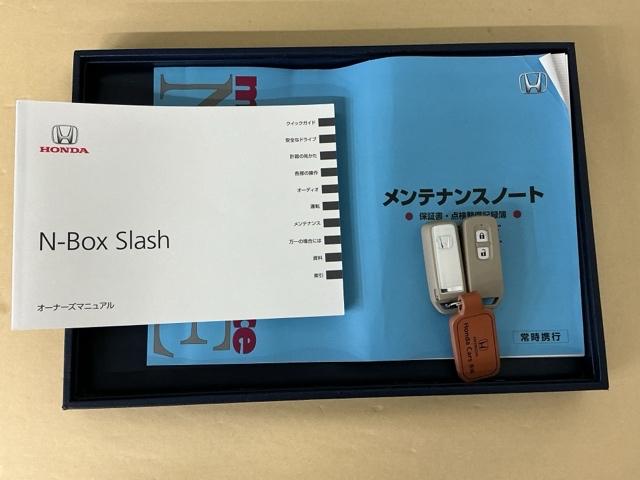 HONDA
N-Box Slash
オーナーズマニュアル
クイックガイド
安全なドライブ
計器の見かた
各部の操作
オーディオ
運転
メンテナンス
万一の場合には
資料
索引
メンテナンスノート
● 保証書・点検整備記録簿 ●
常時携行
Honda Cars